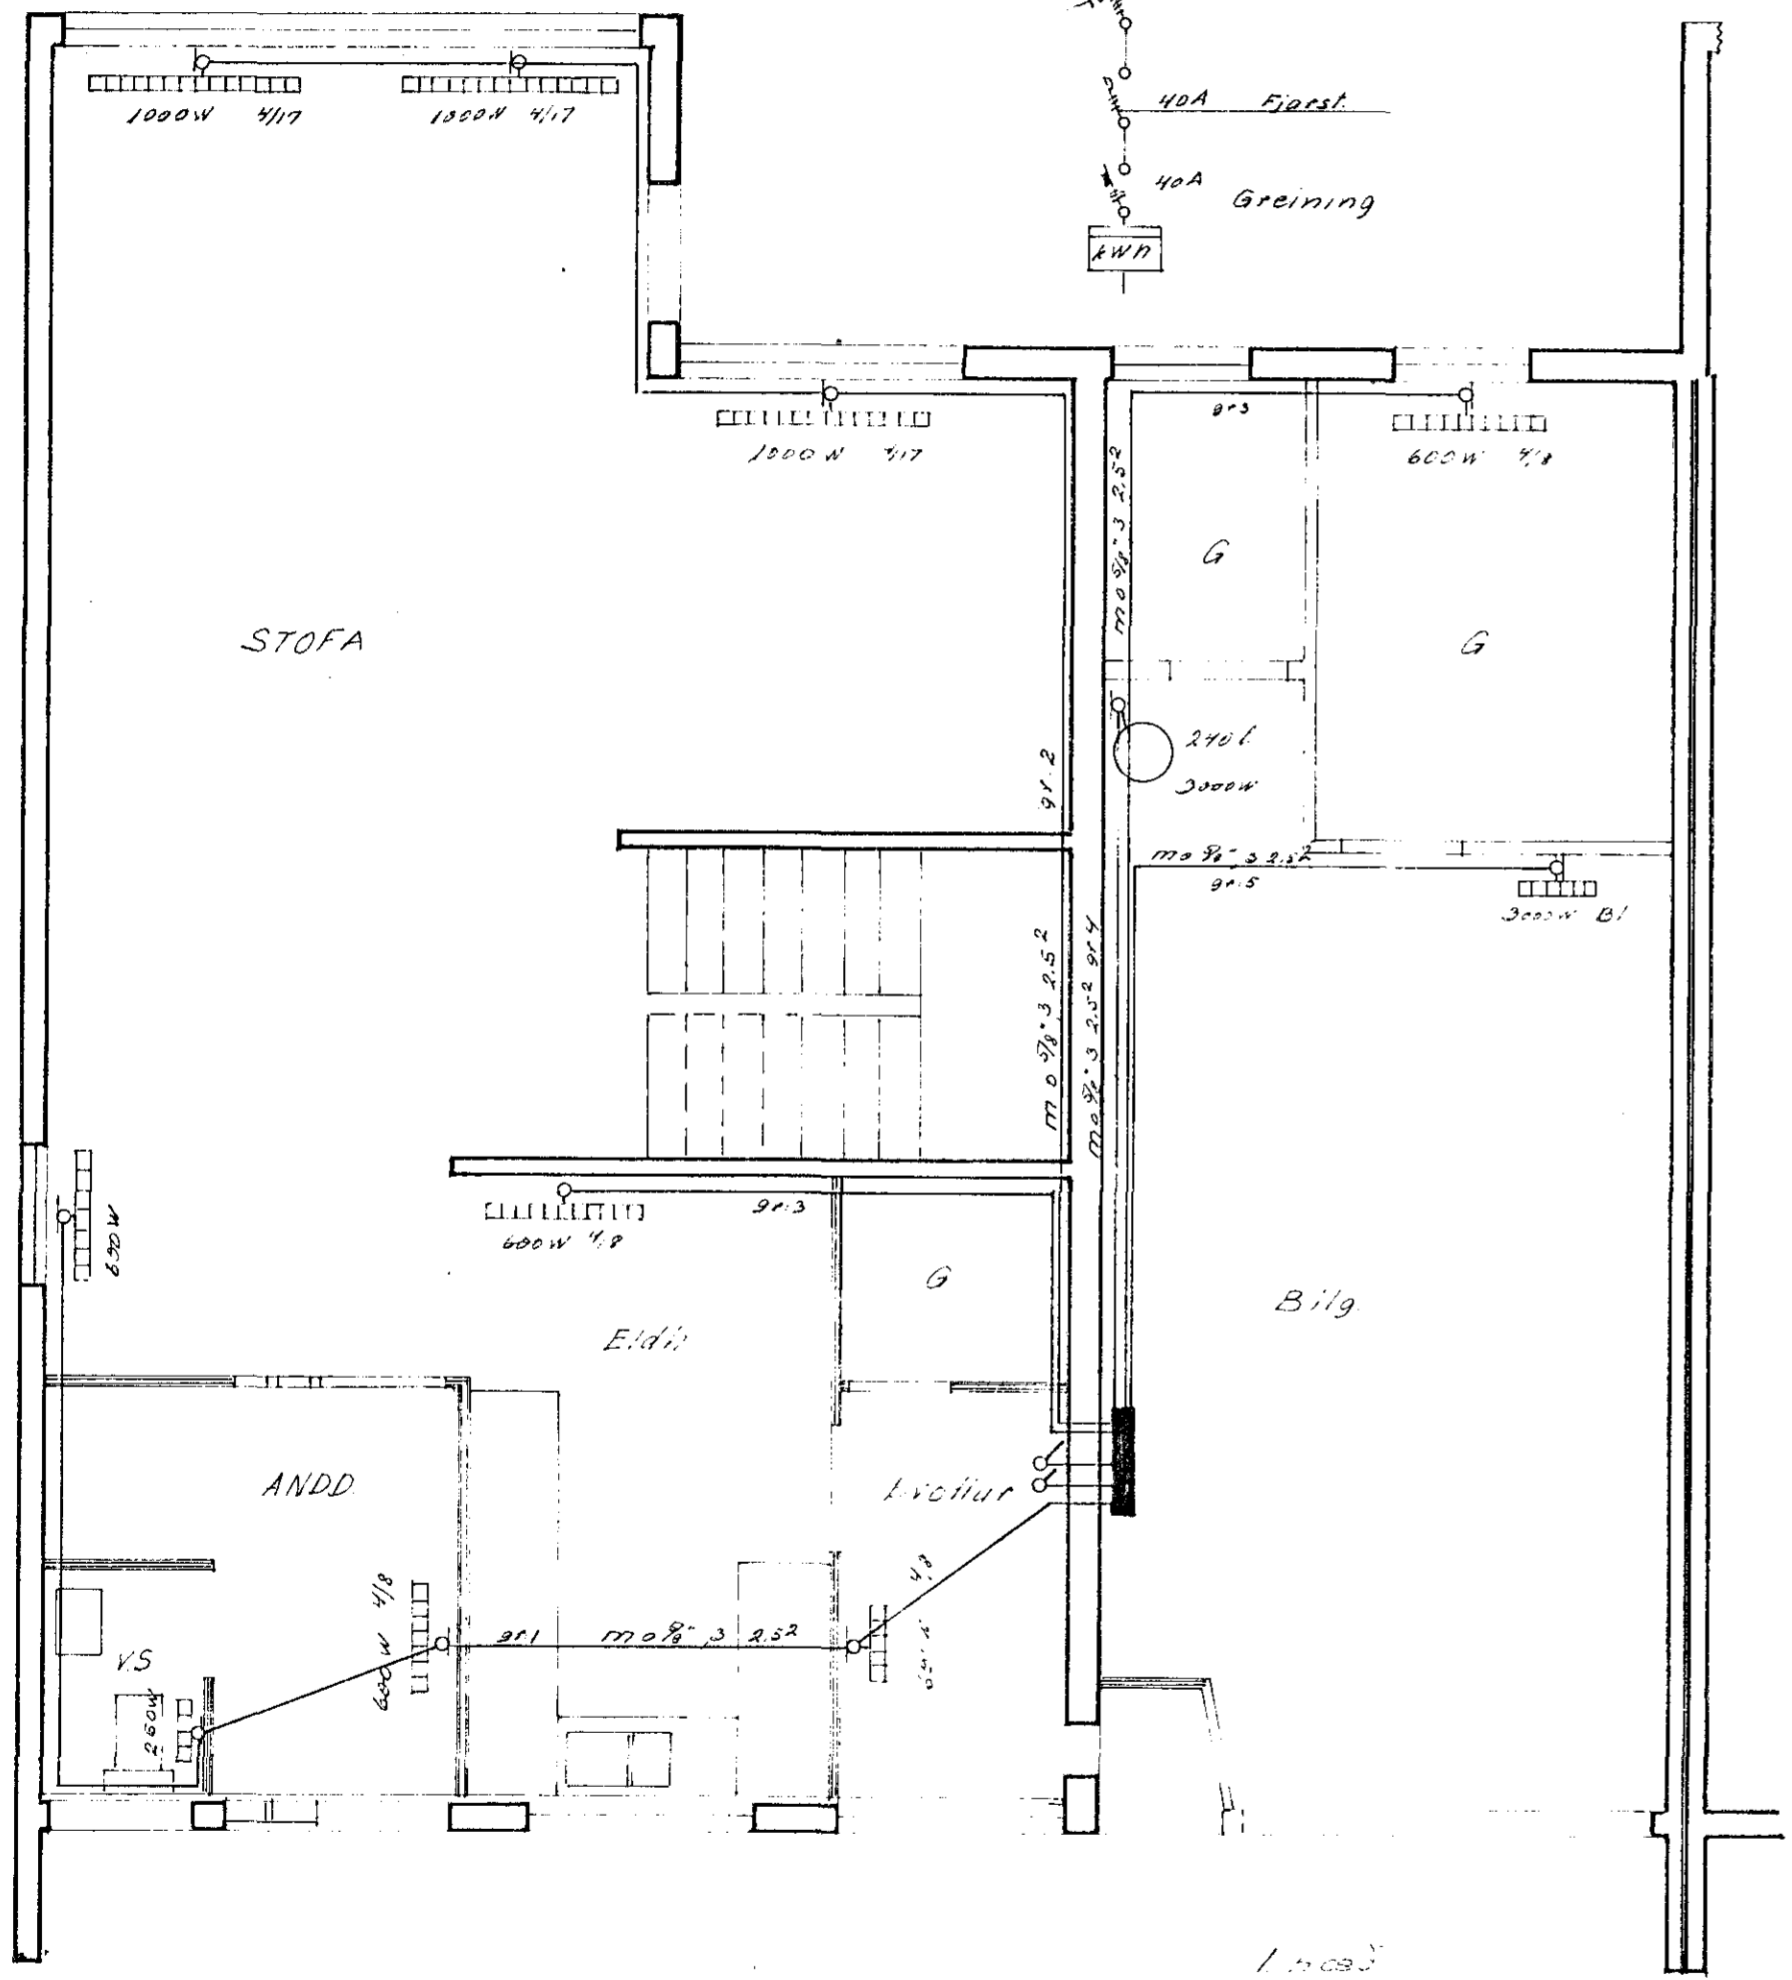 40A Fjarst.
40A
Greining
kWh
1000W 4/17
1000W 4/17
1000W 4/17
gr 3
600W 4/8
mo 5/8" 3 2.5²
G
G
STOFA
240 l.
3000W
gr. 2
mo 5/8" 3 2.5²
gr. 5
3000W Bl
mo 5/8" 3 2.5²
mo 5/8" 3 2.5² gr 4
gr. 3
600W 4/8
600W
G
Bilg.
Eldh
ANDD.
4/8
600W 4/8
gr. 1 mo 5/8" 3 2.5²
V.S
250W